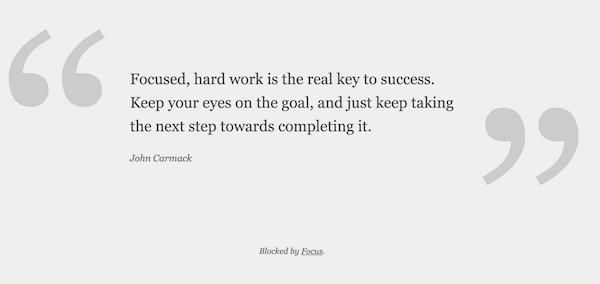 Focused, hard work is the real key to success.
Keep your eyes on the goal, and just keep taking
the next step towards completing it.
John Carmack
Blocked by Focus.